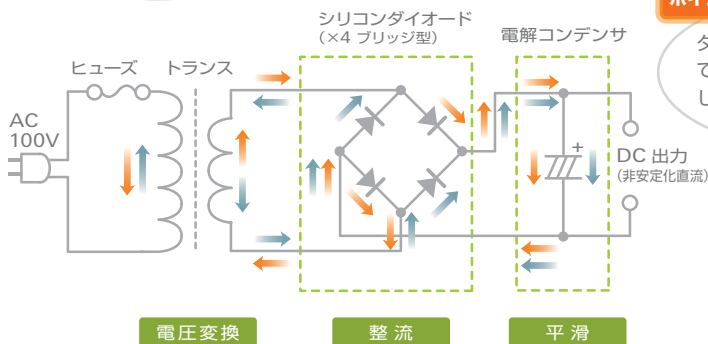 シリコンダイオード
(×4 ブリッジ型)
電解コンデンサ
ヒューズ
トランス
AC
100V
+
DC 出力
(非安定化直流)
電圧変換
整流
平滑